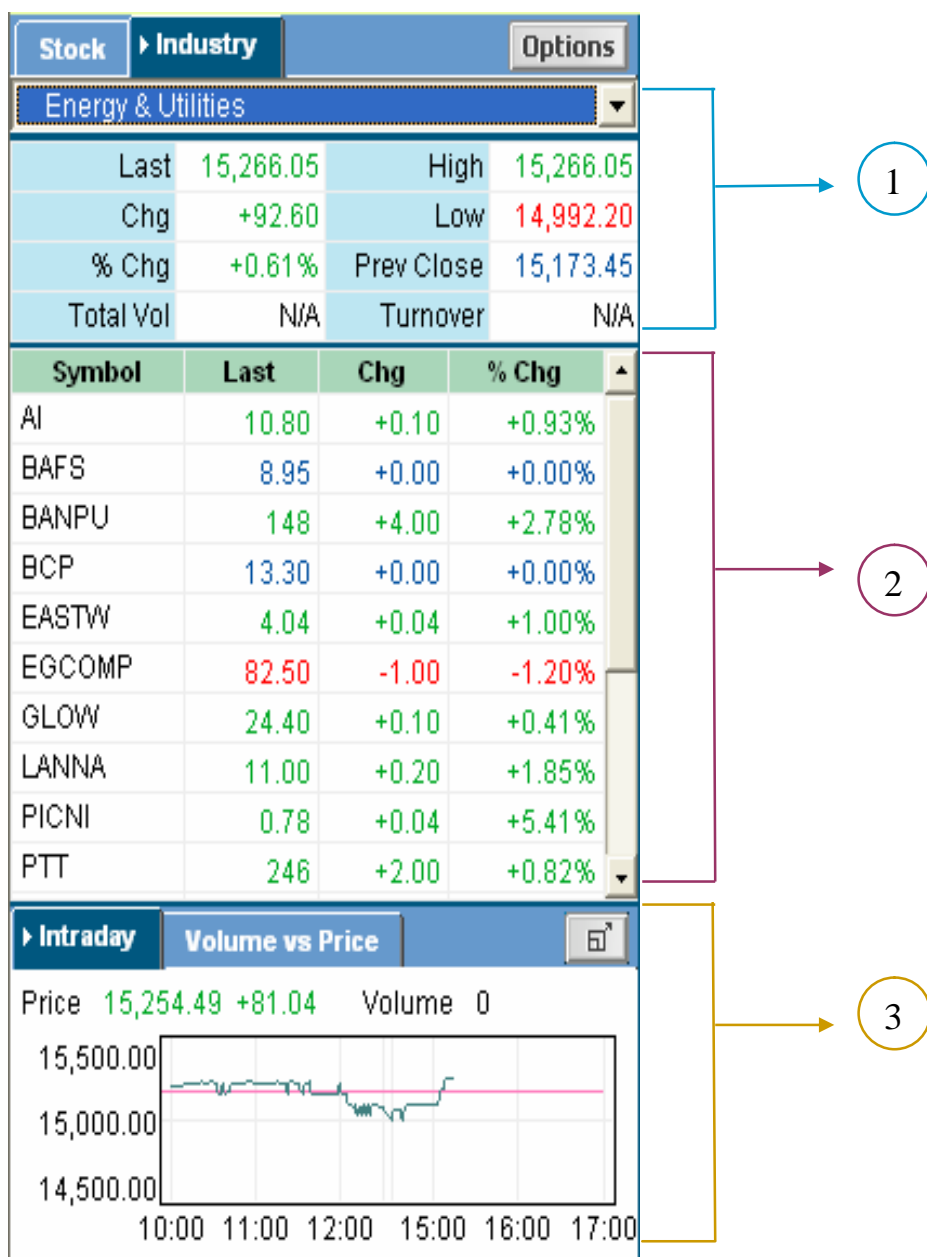 Stock Industry Options
Energy & Utilities
Last 15,266.05 High 15,266.05
Chg +92.60 Low 14,992.20
% Chg +0.61% Prev Close 15,173.45
Total Vol N/A Turnover N/A
1
Symbol Last Chg % Chg
AI 10.80 +0.10 +0.93%
BAFS 8.95 +0.00 +0.00%
BANPU 148 +4.00 +2.78%
BCP 13.30 +0.00 +0.00%
EASTW 4.04 +0.04 +1.00%
EGCOMP 82.50 -1.00 -1.20%
GLOW 24.40 +0.10 +0.41%
LANNA 11.00 +0.20 +1.85%
PICNI 0.78 +0.04 +5.41%
PTT 246 +2.00 +0.82%
2
Intraday Volume vs Price
Price 15,254.49 +81.04 Volume 0
15,500.00
15,000.00
14,500.00
10:00 11:00 12:00 15:00 16:00 17:00
3